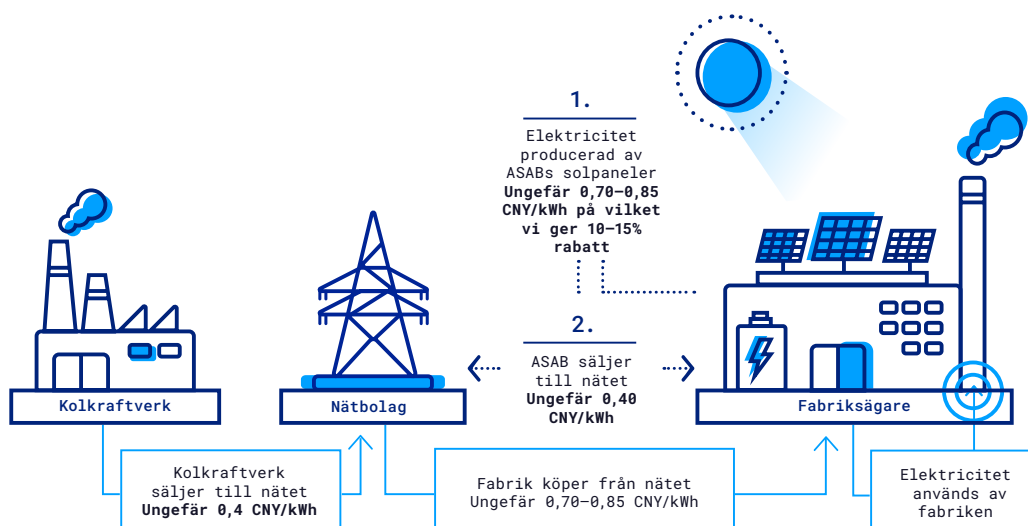 1.
Elektricitet
producerad av
ASABs solpaneler
Ungefär 0,70–0,85
CNY/kWh på vilket
vi ger 10–15%
rabatt
2.
ASAB säljer
till nätet
Ungefär 0,40
CNY/kWh
Kolkraftverk
Nätbolag
Fabriksägare
Kolkraftverk
säljer till nätet
Ungefär 0,4 CNY/kWh
Fabrik köper från nätet
Ungefär 0,70–0,85 CNY/kWh
Elektricitet
används av
fabriken